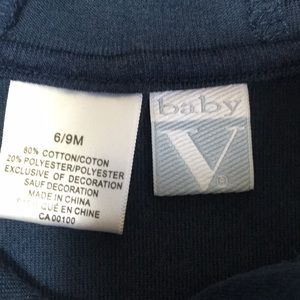 6/9M
80% COTTON/COTON
20% POLYESTER/POLYESTER
EXCLUSIVE OF DECORATION
SAUF DECORATION
MADE IN CHINA
QUÉ EN CHINE
CA 00100
baby
V